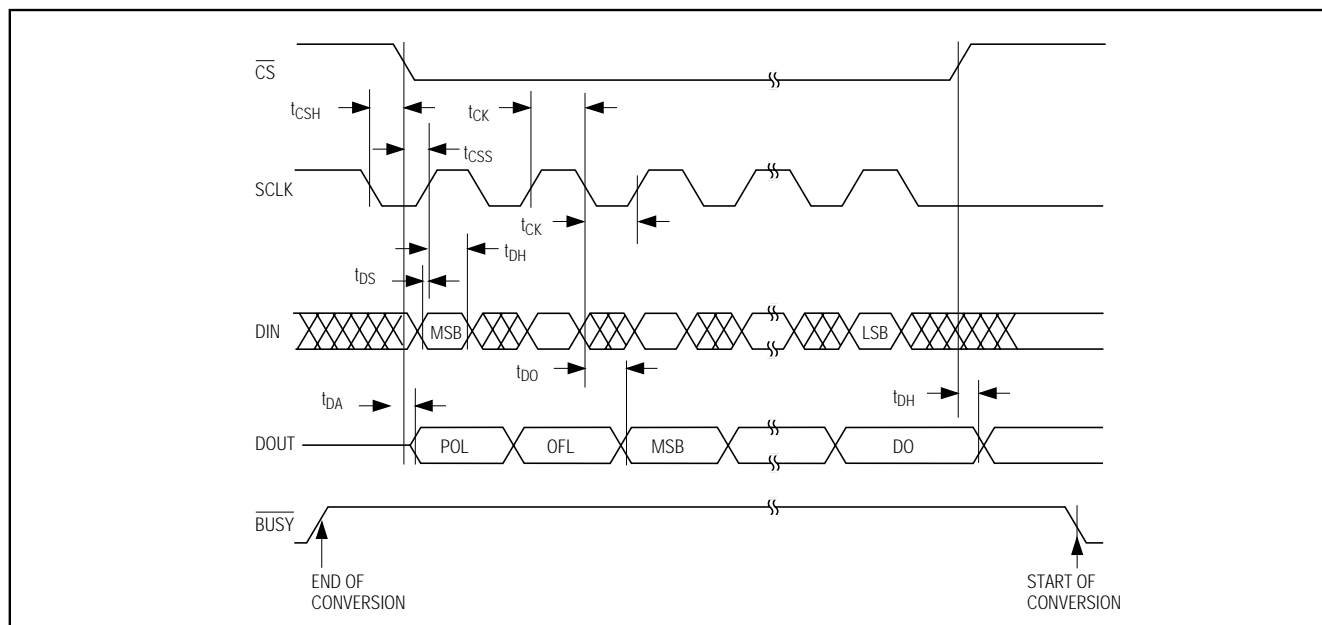 CS
tCSH
tCK
tCSS
SCLK
tCK
tDH
tDS
DIN
MSB
LSB
tDO
tDA
tDH
DOUT
POL
OFL
MSB
DO
BUSY
END OF
CONVERSION
START OF
CONVERSION